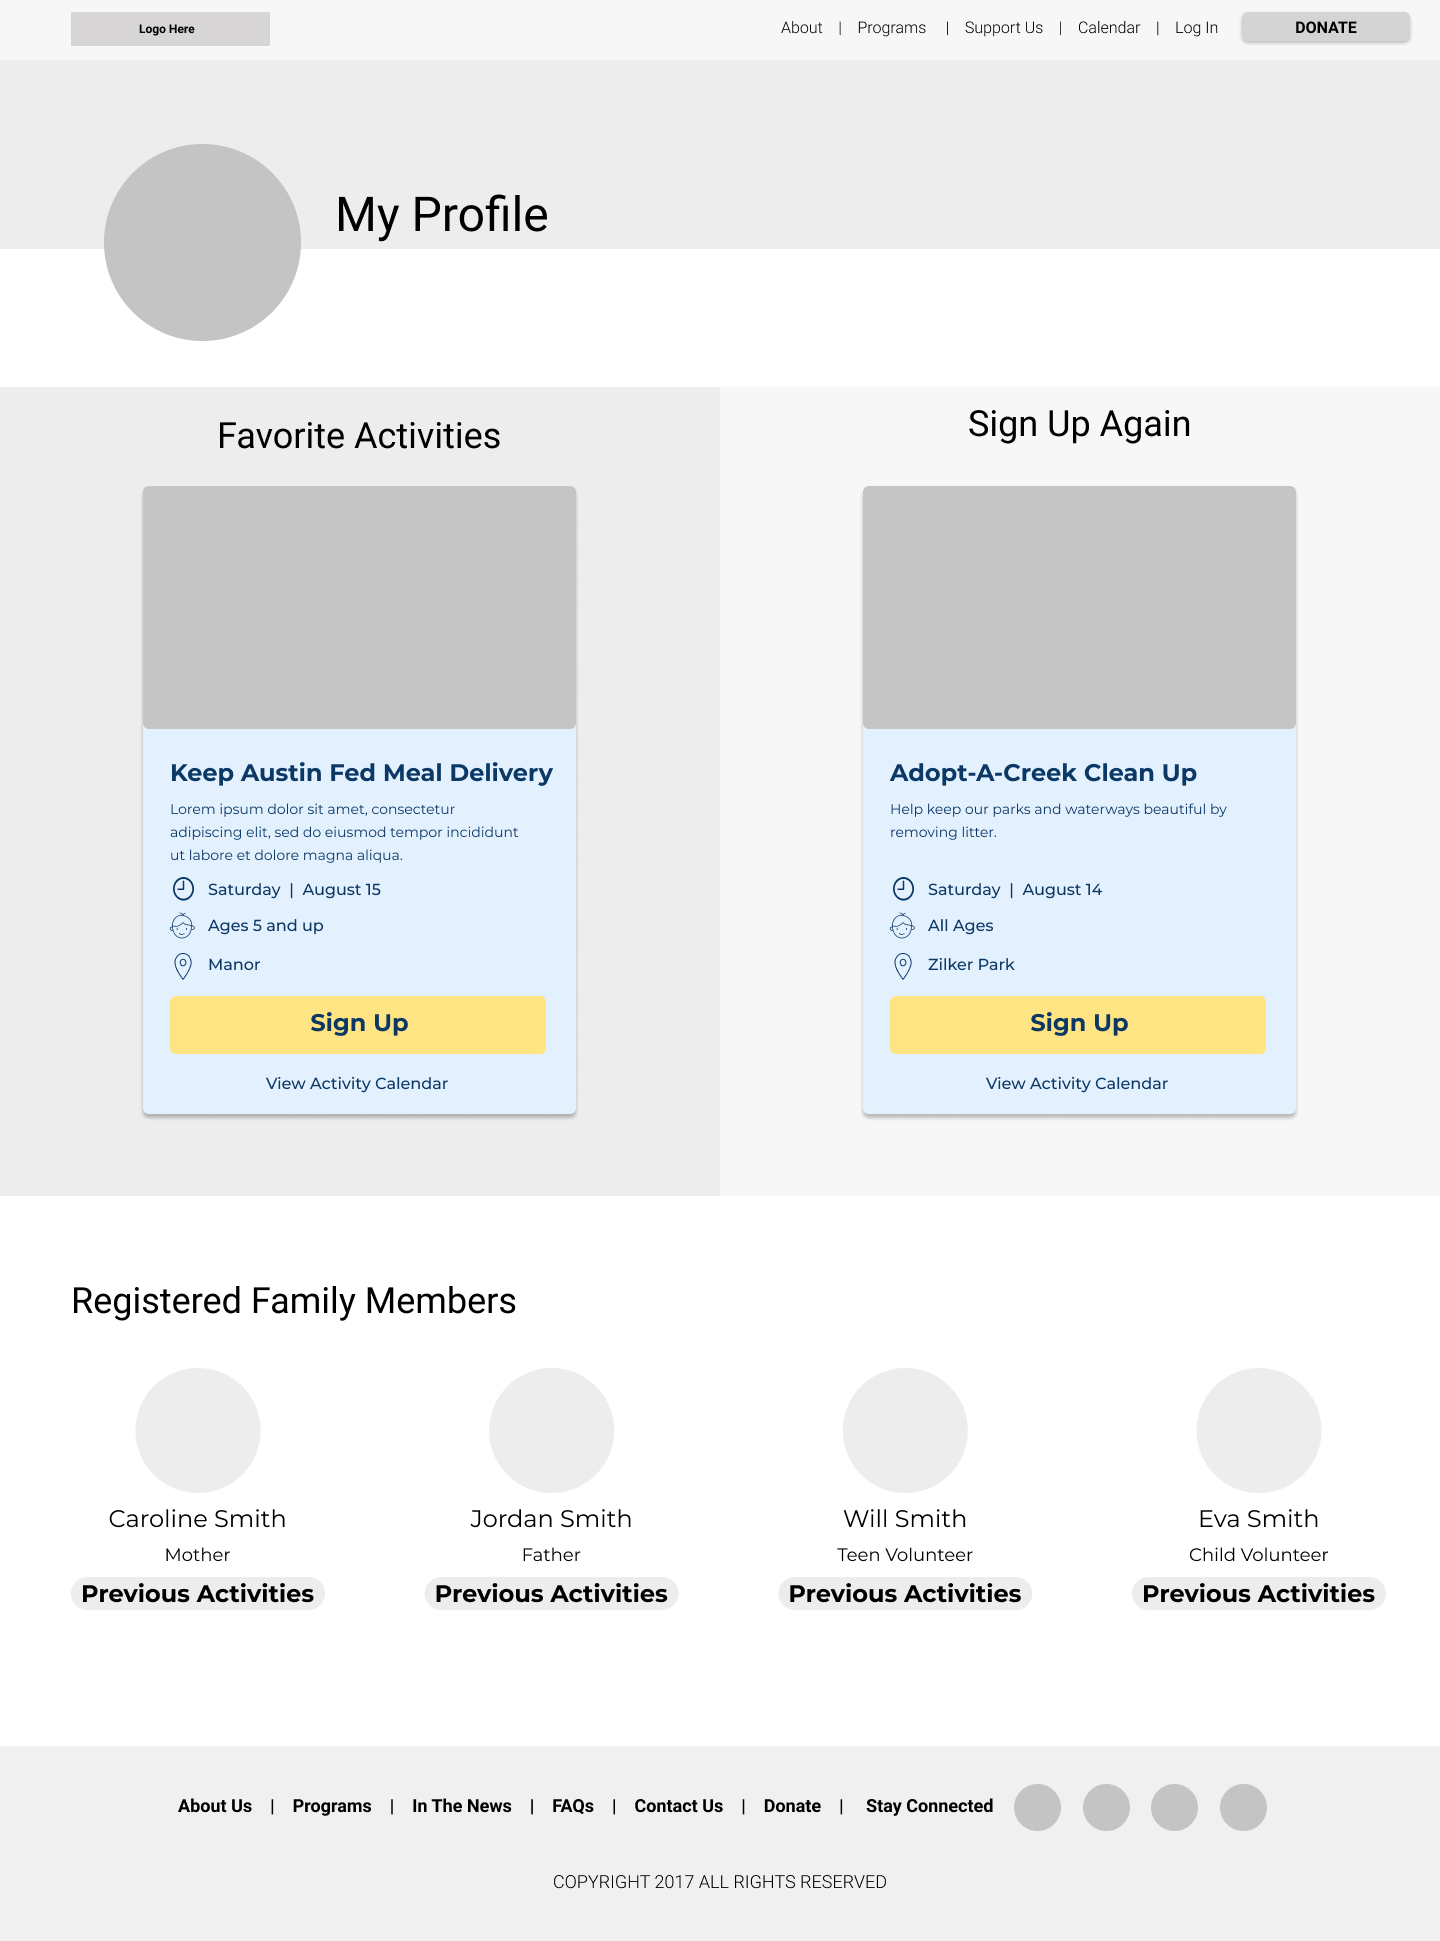 Logo Here
About | Programs | Support Us | Calendar | Log In
DONATE
My Profile
Favorite Activities
Keep Austin Fed Meal Delivery
Lorem ipsum dolor sit amet, consectetur
adipiscing elit, sed do eiusmod tempor incididunt
ut labore et dolore magna aliqua.
Saturday | August 15
Ages 5 and up
Manor
Sign Up
View Activity Calendar
Sign Up Again
Adopt-A-Creek Clean Up
Help keep our parks and waterways beautiful by
removing litter.
Saturday | August 14
All Ages
Zilker Park
Sign Up
View Activity Calendar
Registered Family Members
Caroline Smith
Mother
Previous Activities
Jordan Smith
Father
Previous Activities
Will Smith
Teen Volunteer
Previous Activities
Eva Smith
Child Volunteer
Previous Activities
About Us | Programs | In The News | FAQs | Contact Us | Donate | Stay Connected
COPYRIGHT 2017 ALL RIGHTS RESERVED